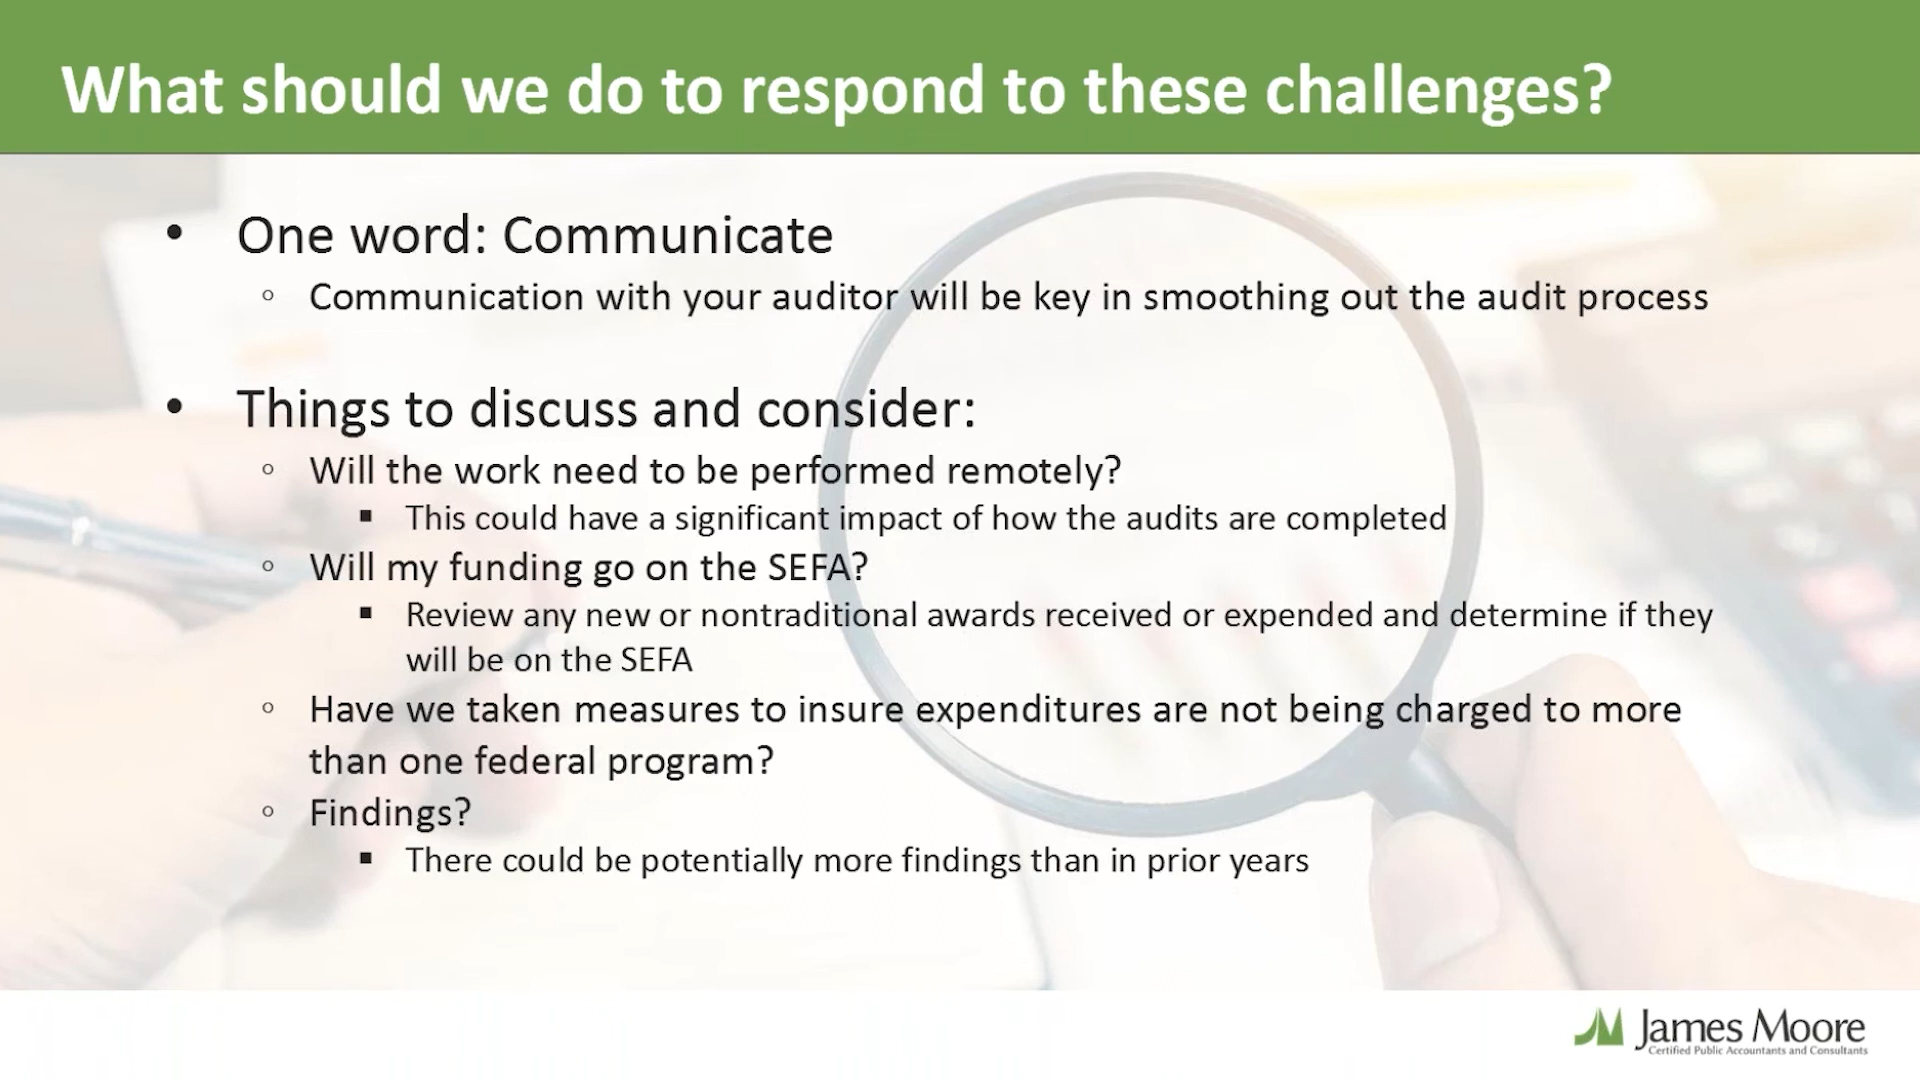 What should we do to respond to these challenges?
• One word: Communicate
◦ Communication with your auditor will be key in smoothing out the audit process
• Things to discuss and consider:
◦ Will the work need to be performed remotely?
▪ This could have a significant impact of how the audits are completed
◦ Will my funding go on the SEFA?
▪ Review any new or nontraditional awards received or expended and determine if they
will be on the SEFA
◦ Have we taken measures to insure expenditures are not being charged to more
than one federal program?
◦ Findings?
▪ There could be potentially more findings than in prior years
James Moore
Certified Public Accountants and Consultants